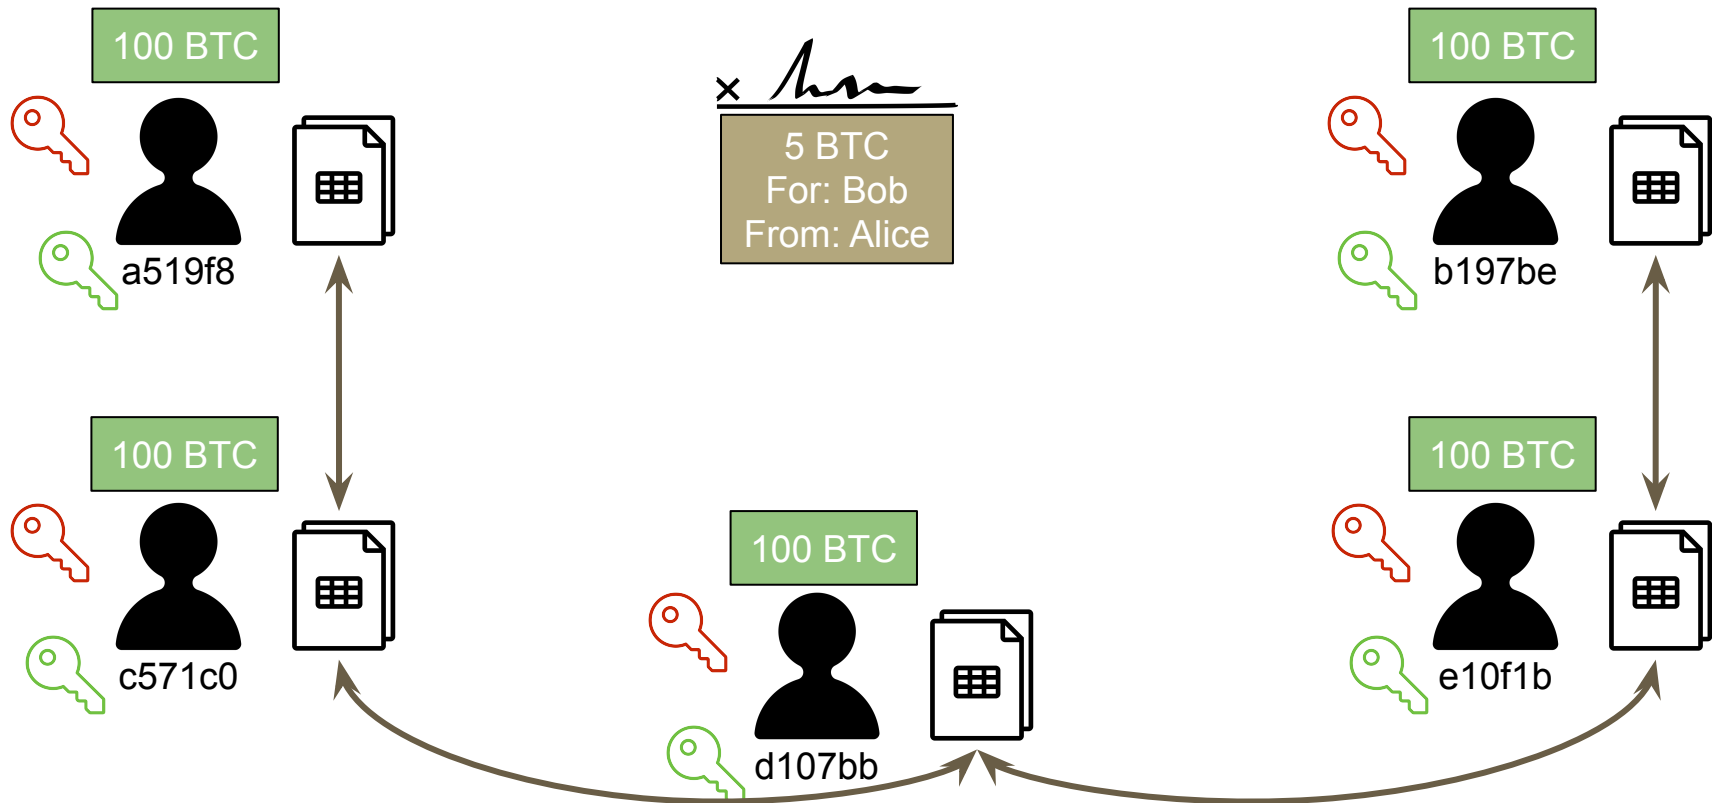 100 BTC
a519f8
5 BTC
For: Bob
From: Alice
100 BTC
b197be
100 BTC
c571c0
100 BTC
d107bb
100 BTC
e10f1b